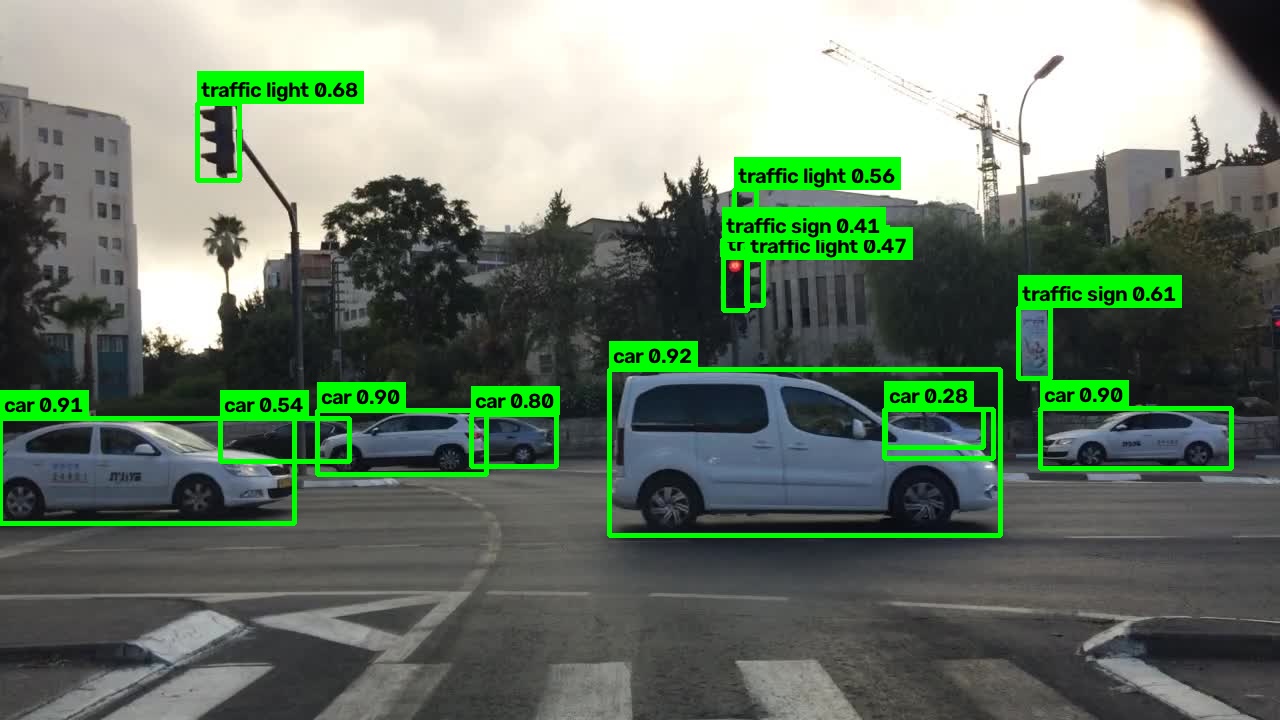 traffic light 0.68
traffic light 0.56
traffic sign 0.41
tr traffic light 0.47
traffic sign 0.61
car 0.92
car 0.28
car 0.90
car 0.91
car 0.54
car 0.90
car 0.80